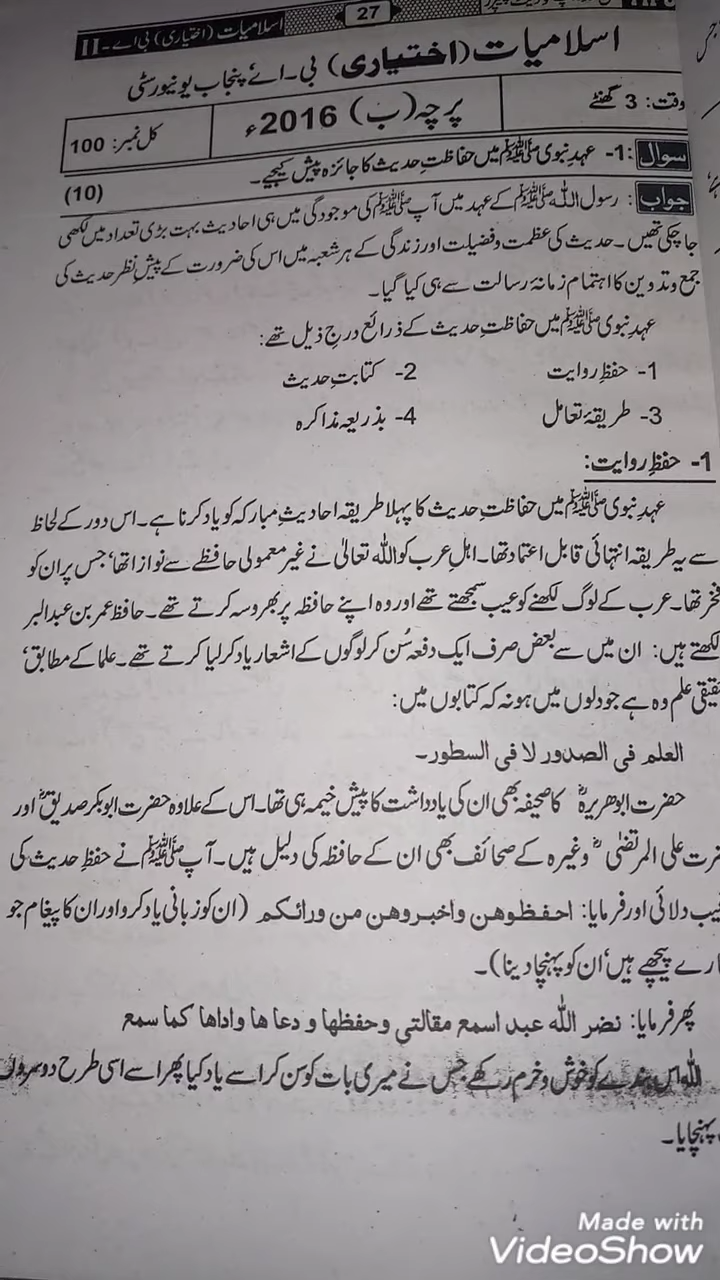 اسلامیات (اختیاری) بی اے-II
27
اسلامیات (اختیاری) بی۔اے' پنجاب یونیورسٹی
وقت: 3 گھنٹے
پرچہ (ب) 2016ء
کل نمبر: 100
سوال :1- عہدِ نبوی ﷺ میں حفاظتِ حدیث کا جائزہ پیش کیجیے۔
(10)
جواب : رسول اللہ ﷺ کے عہد میں آپ ﷺ کی موجودگی میں ہی احادیث بہت بڑی تعداد میں لکھی
جا چکی تھیں۔ حدیث کی عظمت و فضیلت اور زندگی کے ہر شعبہ میں اس کی ضرورت کے پیشِ نظر حدیث کی
جمع و تدوین کا اہتمام زمانۂ رسالت سے ہی کیا گیا۔
عہدِ نبوی ﷺ میں حفاظتِ حدیث کے ذرائع درج ذیل تھے:
1- حفظِ روایت 2- کتابتِ حدیث
3- طریقۂ تعامل 4- بذریعہ مذاکرہ
1- حفظِ روایت:
عہدِ نبوی ﷺ میں حفاظتِ حدیث کا پہلا طریقہ احادیثِ مبارکہ کو یاد کرنا ہے۔ اس دور کے لحاظ
سے یہ طریقہ انتہائی قابل اعتماد تھا۔ اہلِ عرب کو اللہ تعالیٰ نے غیر معمولی حافظے سے نوازا تھا' جس پر ان کو
فخر تھا۔ عرب کے لوگ لکھنے کو عیب سمجھتے تھے اور وہ اپنے حافظہ پر بھروسہ کرتے تھے۔ حافظ عمر بن عبدالبر
لکھتے ہیں: ان میں سے بعض صرف ایک دفعہ سُن کر لوگوں کے اشعار یاد کر لیا کرتے تھے۔ علما کے مطابق'
قیقی علم وہ ہے جو دلوں میں ہو نہ کہ کتابوں میں:
العلم فی الصدور لا فی السطور۔
حضرت ابوھریرہؓ کا صحیفہ بھی ان کی یادداشت کا پیش خیمہ ہی تھا۔ اس کے علاوہ حضرت ابوبکر صدیقؓ اور
رت علی المرتضیٰؓ وغیرہ کے صحائف بھی ان کے حافظہ کی دلیل ہیں۔ آپ ﷺ نے حفظِ حدیث کی
یب دلائی اور فرمایا: احفظوهن واخبروهن من ورائكم (ان کو زبانی یاد کرو اور ان کا پیغام جو
ارے پیچھے ہیں' ان کو پہنچا دینا)۔
پھر فرمایا: نضر الله عبد اسمع مقالتی وحفظها و دعا ها واداها كما سمع
اللہ اس بندے کو خوش و خرم رکھے جس نے میری بات کو سن کر اسے یاد کیا پھر اسے اسی طرح دوسروں
پہنچایا۔
Made with
VideoShow